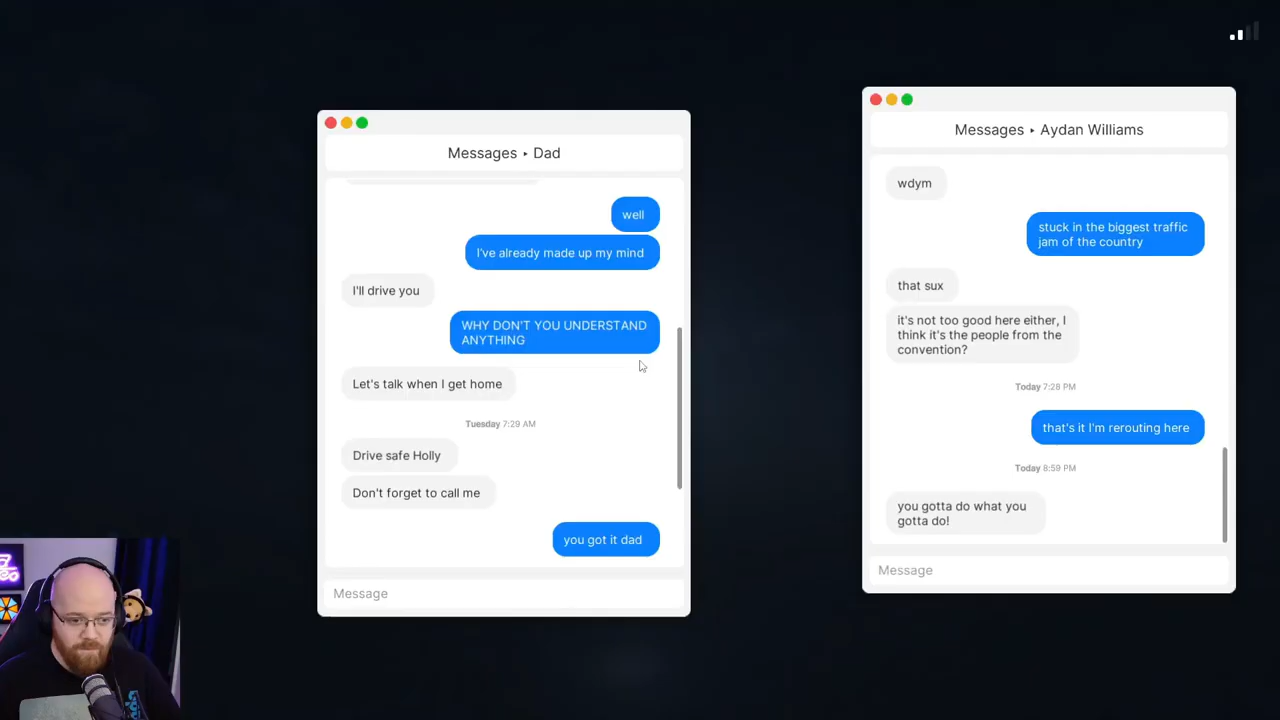 Messages ▸ Dad
well
I've already made up my mind
I'll drive you
WHY DON'T YOU UNDERSTAND
ANYTHING
Let's talk when I get home
Tuesday 7:29 AM
Drive safe Holly
Don't forget to call me
you got it dad
Message
Messages ▸ Aydan Williams
wdym
stuck in the biggest traffic
jam of the country
that sux
it's not too good here either, I
think it's the people from the
convention?
Today 7:28 PM
that's it I'm rerouting here
Today 8:59 PM
you gotta do what you
gotta do!
Message